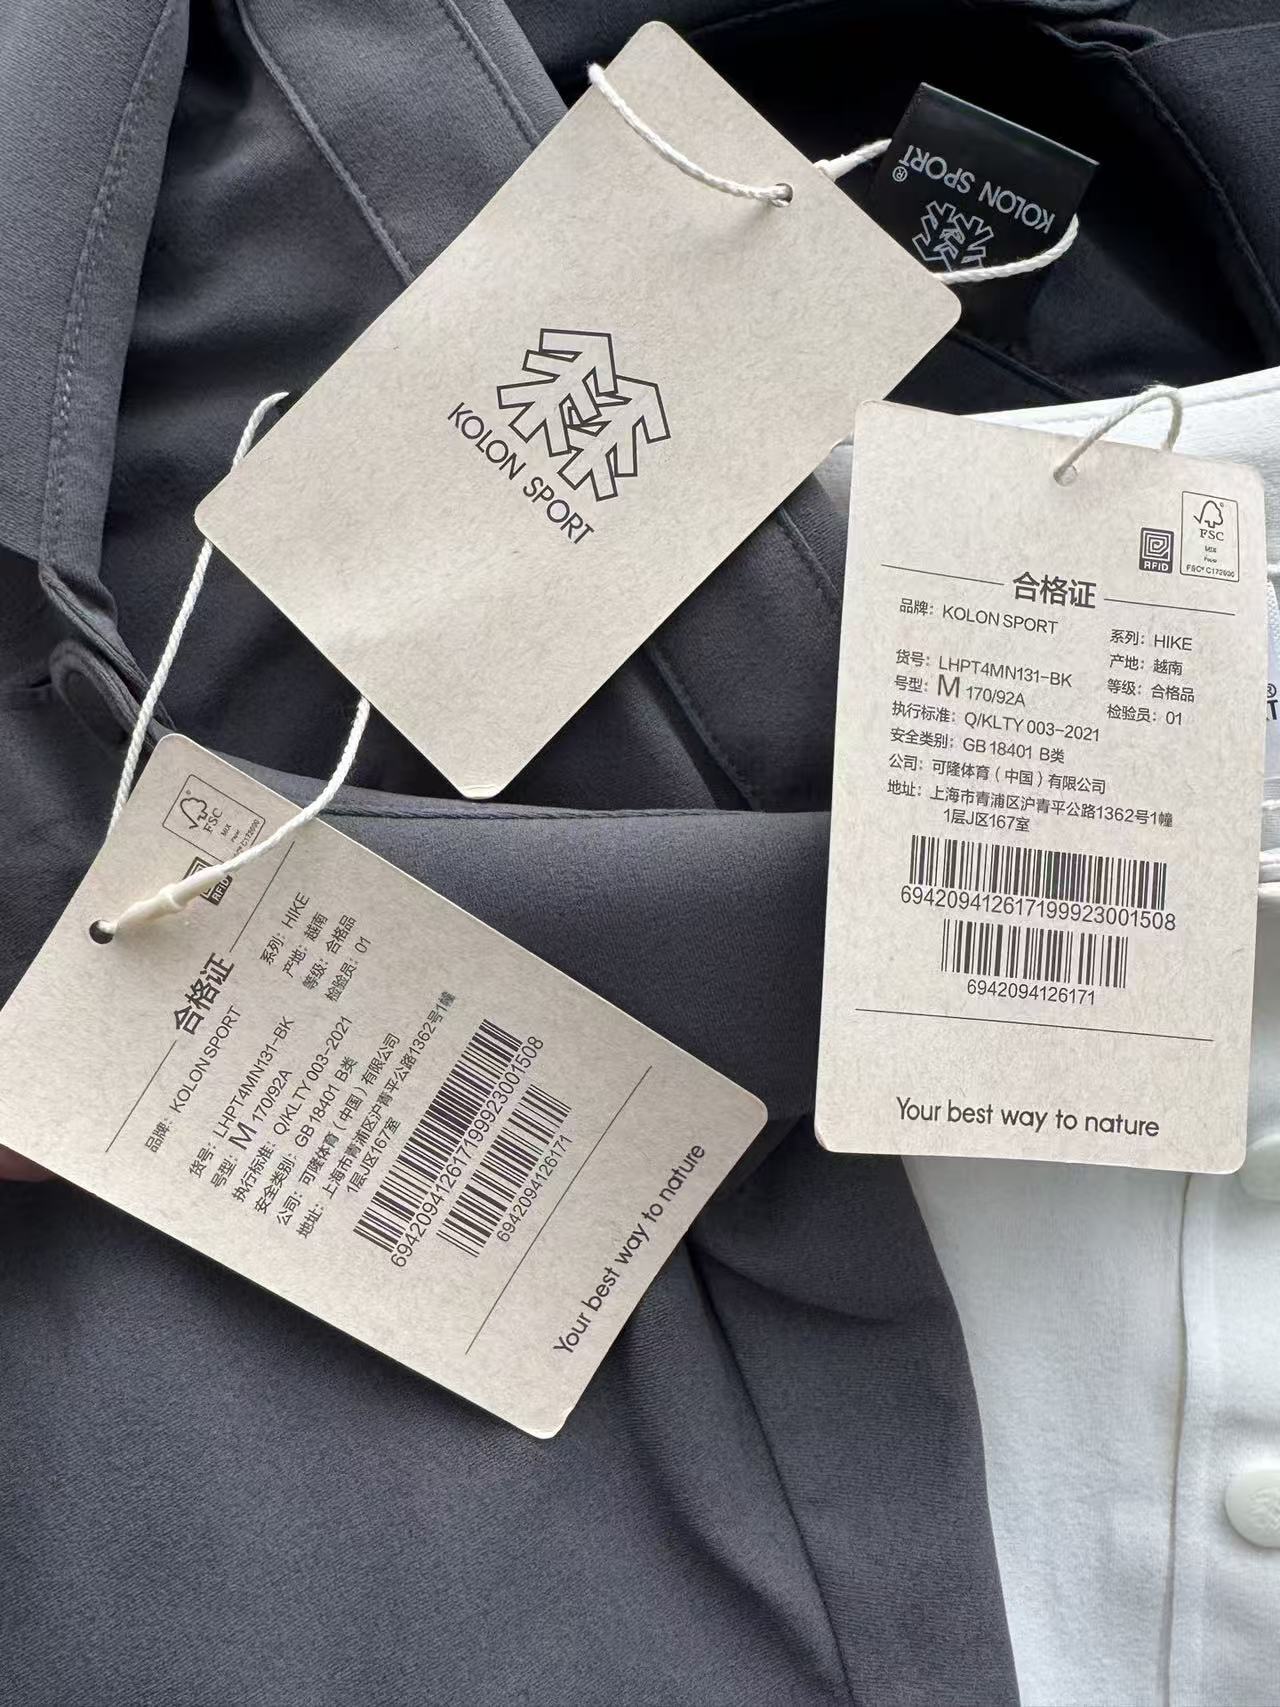 KOLON SPORT
®
KOLON SPORT
FSC
MIX
Paper
FSC® C172600
RFID
合格证
品牌：KOLON SPORT
系列：HIKE
货号：LHPT4MN131-BK
产地：越南
号型：M 170/92A
等级：合格品
执行标准：Q/KLTY 003-2021
检验员：01
安全类别：GB 18401 B类
公司：可隆体育（中国）有限公司
地址：上海市青浦区沪青平公路1362号1幢
1层J区167室
694209412617199923001508
6942094126171
Your best way to nature
FSC
MIX
Paper
RFID
合格证
品牌：KOLON SPORT
系列：HIKE
货号：LHPT4MN131-BK
产地：越南
号型：M 170/92A
等级：合格品
执行标准：Q/KLTY 003-2021
检验员：01
安全类别：GB 18401 B类
公司：可隆体育（中国）有限公司
地址：上海市青浦区沪青平公路1362号1幢
1层J区167室
694209412617199923001508
6942094126171
Your best way to nature